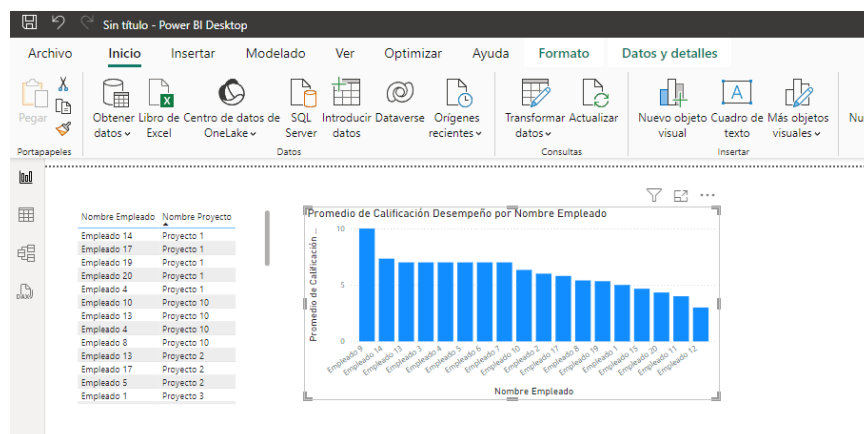 Sin título - Power BI Desktop
Archivo Inicio Insertar Modelado Ver Optimizar Ayuda Formato Datos y detalles
Pegar
Obtener datos
Libro de Excel
Centro de datos de OneLake
SQL Server
Introducir datos
Dataverse
Orígenes recientes
Transformar datos
Actualizar
Nuevo objeto visual
A
Cuadro de texto
Más objetos visuales
Nu
Portapapeles Datos Consultas Insertar
Nombre Empleado Nombre Proyecto
Empleado 14 Proyecto 1
Empleado 17 Proyecto 1
Empleado 19 Proyecto 1
Empleado 20 Proyecto 1
Empleado 4 Proyecto 1
Empleado 10 Proyecto 10
Empleado 13 Proyecto 10
Empleado 4 Proyecto 10
Empleado 8 Proyecto 10
Empleado 13 Proyecto 2
Empleado 17 Proyecto 2
Empleado 5 Proyecto 2
Empleado 1 Proyecto 3
Promedio de Calificación Desempeño por Nombre Empleado
Promedio de Calificación ...
10
5
0
Empleado 9
Empleado 14
Empleado 13
Empleado 3
Empleado 4
Empleado 5
Empleado 6
Empleado 7
Empleado 10
Empleado 2
Empleado 17
Empleado 8
Empleado 19
Empleado 1
Empleado 15
Empleado 20
Empleado 11
Empleado 12
Nombre Empleado